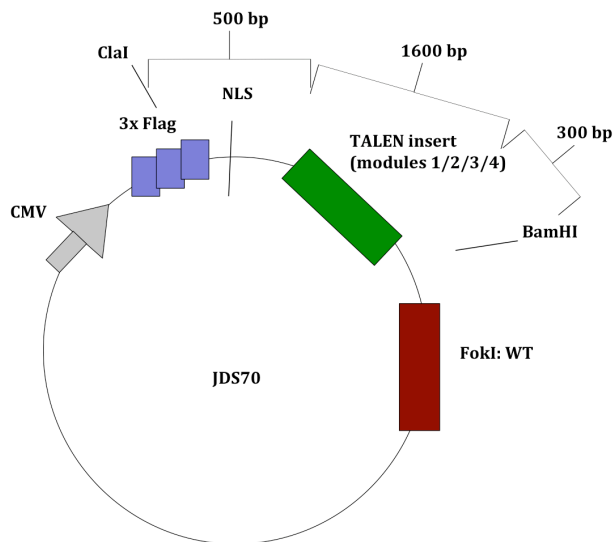 500 bp
ClaI
1600 bp
NLS
3x Flag
TALEN insert
(modules 1/2/3/4)
300 bp
CMV
BamHI
FokI: WT
JDS70